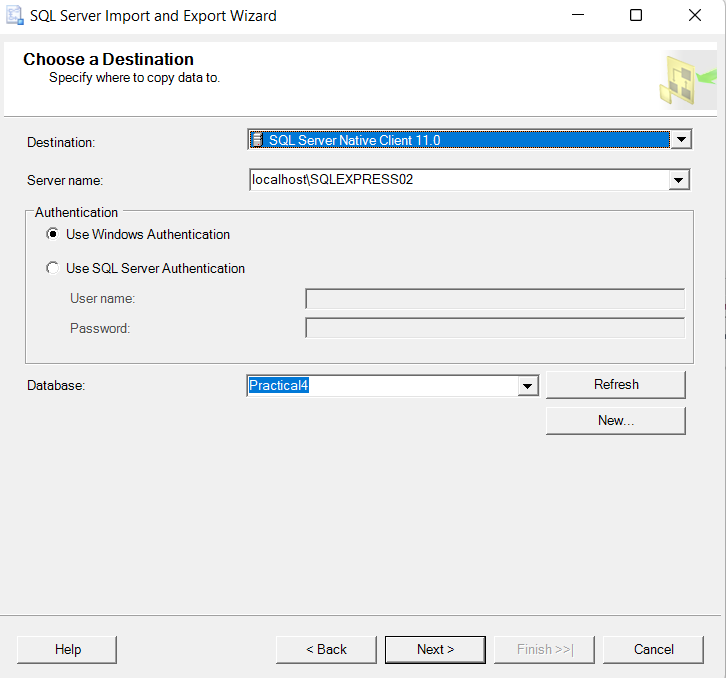 SQL Server Import and Export Wizard
Choose a Destination
Specify where to copy data to.
Destination: SQL Server Native Client 11.0
Server name: localhost\SQLEXPRESS02
Authentication
Use Windows Authentication
Use SQL Server Authentication
User name:
Password:
Database: Practical4 Refresh
New...
Help < Back Next > Finish >>| Cancel